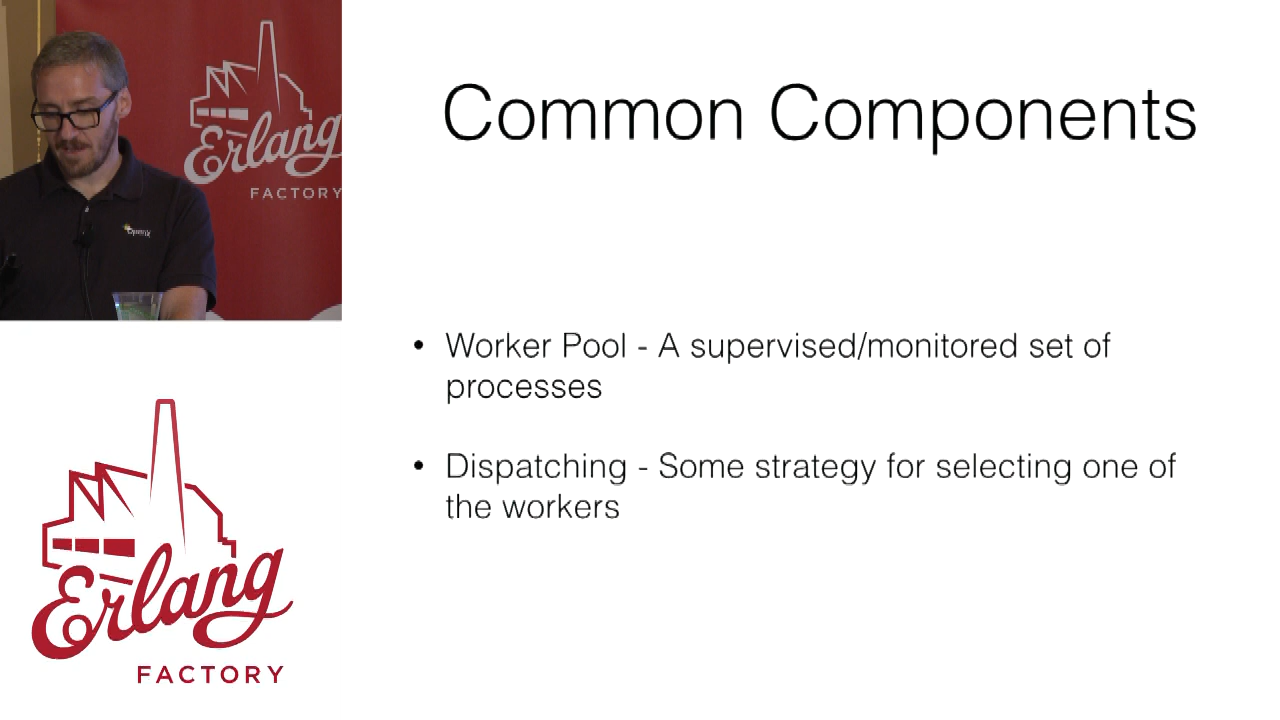 Erlang
FACTORY
Common Components
• Worker Pool - A supervised/monitored set of
processes
• Dispatching - Some strategy for selecting one of
the workers
Erlang
FACTORY